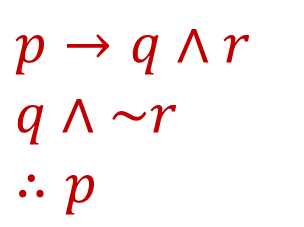 p → q ∧ r
q ∧ ~r
∴ p